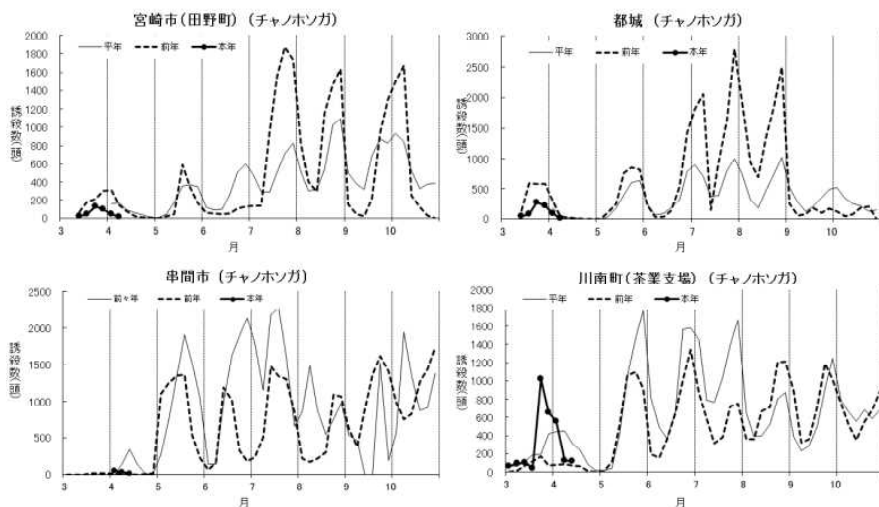 宮崎市(田野町) (チャノホソガ)
平年 前年 本年
誘殺数(頭)
2000
1800
1600
1400
1200
1000
800
600
400
200
0
3 4 5 6 7 8 9 10
月
都城 (チャノホソガ)
平年 前年 本年
誘殺数(頭)
3000
2500
2000
1500
1000
500
0
3 4 5 6 7 8 9 10
月
串間市 (チャノホソガ)
前々年 前年 本年
誘殺数(頭)
2500
2000
1500
1000
500
0
3 4 5 6 7 8 9 10
月
川南町(茶業支場) (チャノホソガ)
平年 前年 本年
誘殺数(頭)
2000
1800
1600
1400
1200
1000
800
600
400
200
0
3 4 5 6 7 8 9 10
月